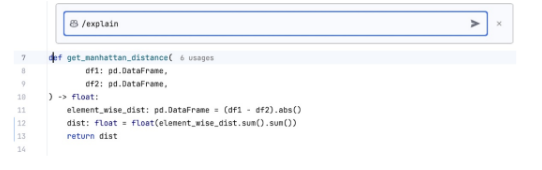 /explain
7 def get_manhattan_distance( 6 usages
8 df1: pd.DataFrame,
9 df2: pd.DataFrame,
10 ) -> float:
11 element_wise_dist: pd.DataFrame = (df1 - df2).abs()
12 dist: float = float(element_wise_dist.sum().sum())
13 return dist
14